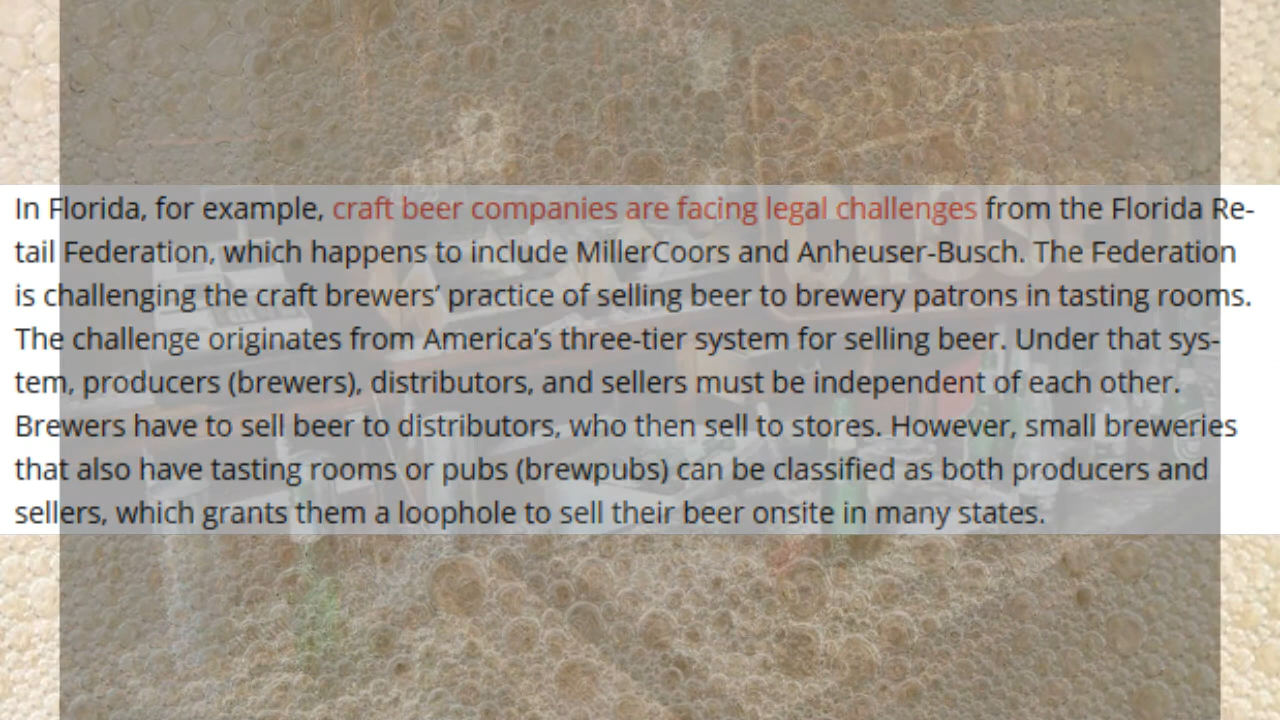 In Florida, for example, craft beer companies are facing legal challenges from the Florida Re-
tail Federation, which happens to include MillerCoors and Anheuser-Busch. The Federation
is challenging the craft brewers’ practice of selling beer to brewery patrons in tasting rooms.
The challenge originates from America’s three-tier system for selling beer. Under that sys-
tem, producers (brewers), distributors, and sellers must be independent of each other.
Brewers have to sell beer to distributors, who then sell to stores. However, small breweries
that also have tasting rooms or pubs (brewpubs) can be classified as both producers and
sellers, which grants them a loophole to sell their beer onsite in many states.